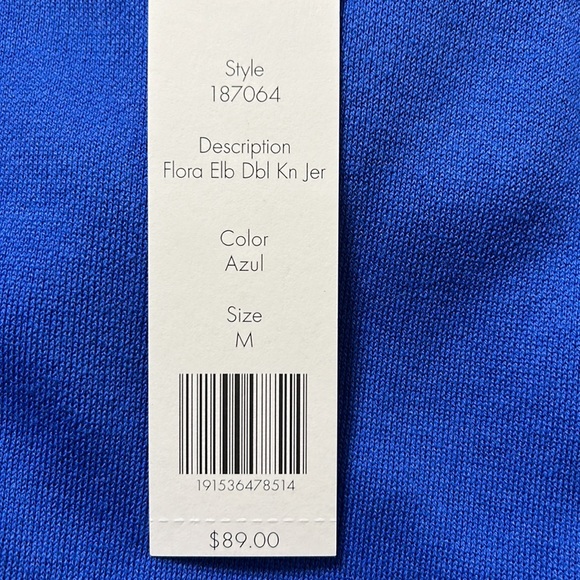 Style
187064
Description
Flora Elb Dbl Kn Jer
Color
Azul
Size
M
191536478514
$89.00